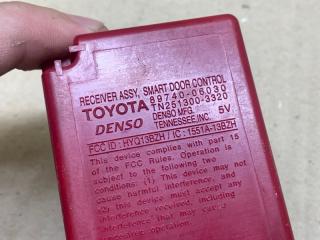 RECEIVER ASSY, SMART DOOR CONTROL
TOYOTA 89740-06030
TN251300-3320
DENSO DENSO MFG. 5V
TENNESSEE,INC.
FCC ID : HYQ13BZH / IC : 1551A-13BZH
This device complies with part 15
of the FCC Rules. Operation is
subject to the following two
conditions: (1) This device may not
cause harmful interference, and
(2) this device must accept any
interference received, including
interference that may cause
undesired operation.